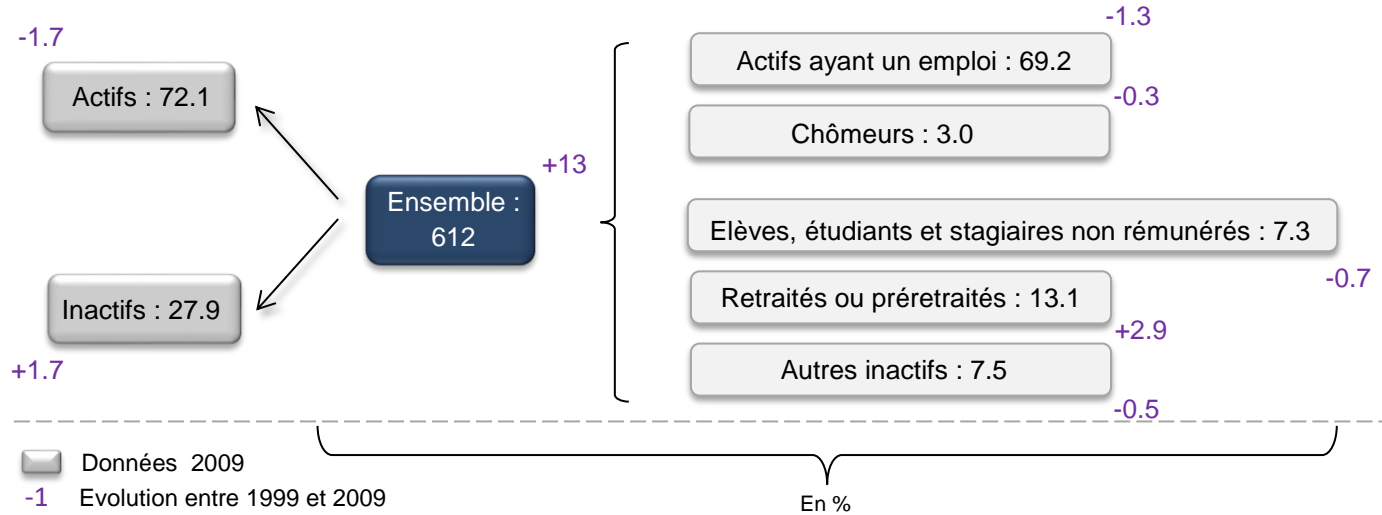 -1.7
Actifs : 72.1
Inactifs : 27.9
+1.7
+13
Ensemble :
612
-1.3
Actifs ayant un emploi : 69.2
-0.3
Chômeurs : 3.0
Elèves, étudiants et stagiaires non rémunérés : 7.3
-0.7
Retraités ou préretraités : 13.1
+2.9
Autres inactifs : 7.5
-0.5
Données 2009
-1 Evolution entre 1999 et 2009
En %